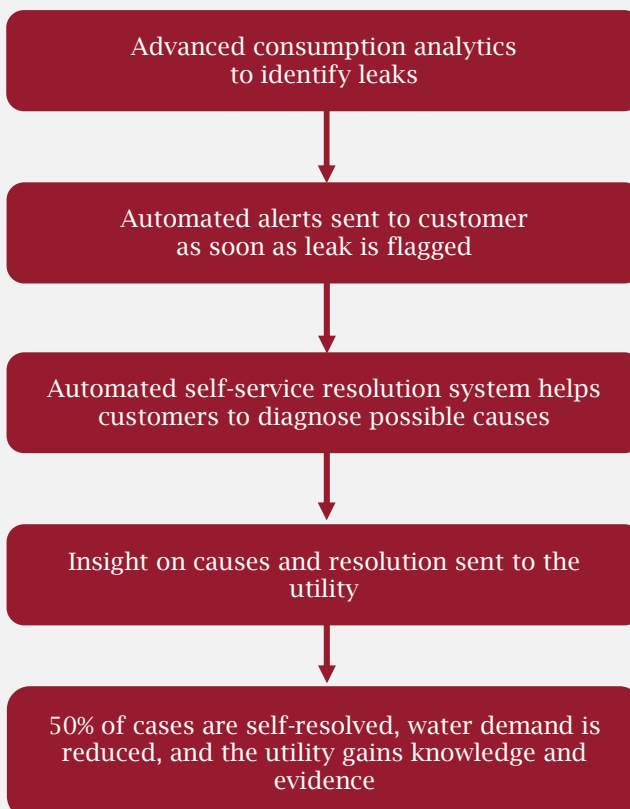 Advanced consumption analytics
to identify leaks
Automated alerts sent to customer
as soon as leak is flagged
Automated self-service resolution system helps
customers to diagnose possible causes
Insight on causes and resolution sent to the
utility
50% of cases are self-resolved, water demand is
reduced, and the utility gains knowledge and
evidence